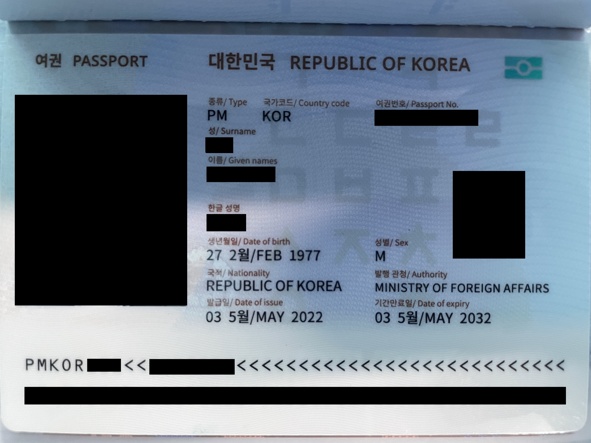 여권 PASSPORT 대한민국 REPUBLIC OF KOREA
종류/ Type 국가코드/ Country code 여권번호/ Passport No.
PM KOR
성/ Surname
이름/ Given names
한글 성명
생년월일/ Date of birth 성별/ Sex
27 2월/FEB 1977 M
국적/ Nationality 발행 관청/ Authority
REPUBLIC OF KOREA MINISTRY OF FOREIGN AFFAIRS
발급일/ Date of issue 기간만료일/ Date of expiry
03 5월/MAY 2022 03 5월/MAY 2032
PMKOR << <<<<<<<<<<<<<<<<<<<<<<<<<<<<